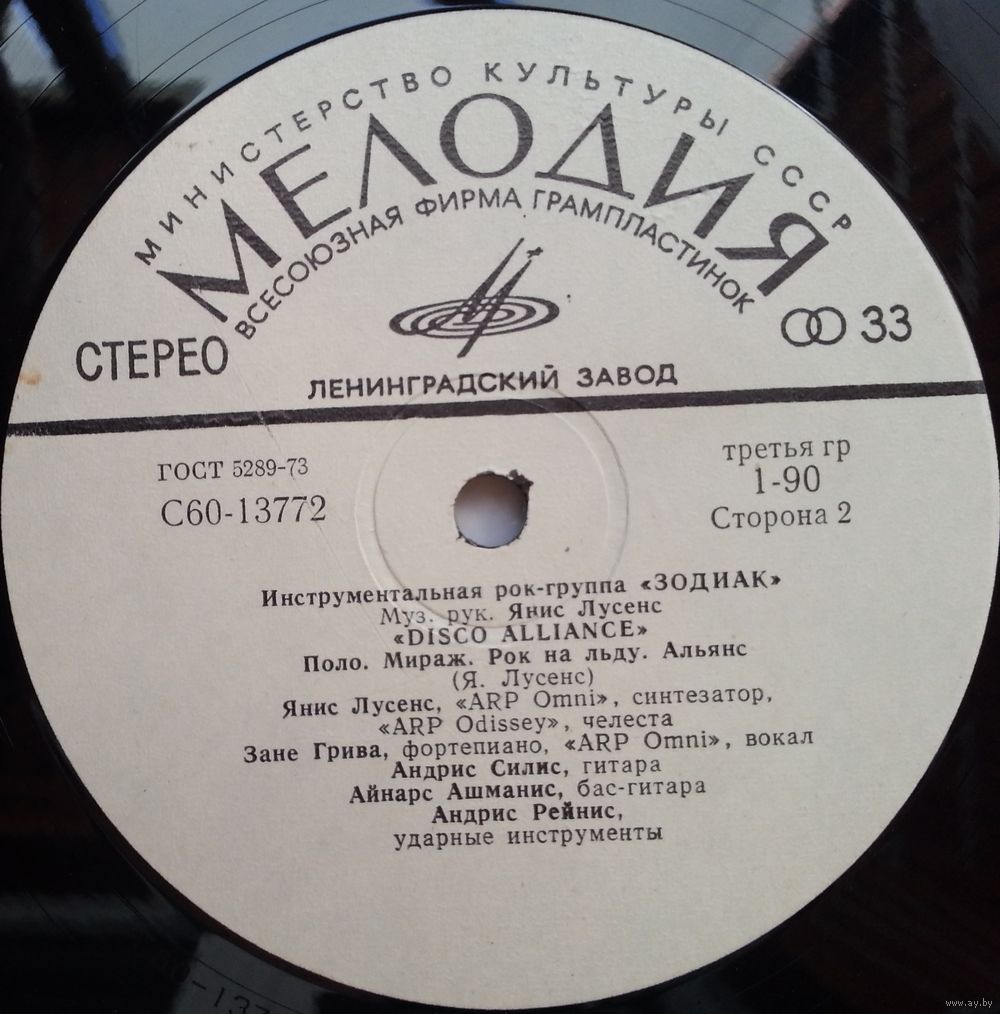 МИНИСТЕРСТВО КУЛЬТУРЫ СССР
МЕЛОДИЯ
ВСЕСОЮЗНАЯ ФИРМА ГРАМПЛАСТИНОК
СТЕРЕО
33
ЛЕНИНГРАДСКИЙ ЗАВОД
ГОСТ 5289-73
С60-13772
третья гр
1-90
Сторона 2
Инструментальная рок-группа «ЗОДИАК»
Муз. рук. Янис Лусенс
«DISCO ALLIANCE»
Поло. Мираж. Рок на льду. Альянс
(Я. Лусенс)
Янис Лусенс, «ARP Omni», синтезатор,
«ARP Odissey», челеста
Зане Грива, фортепиано, «ARP Omni», вокал
Андрис Силис, гитара
Айнарс Ашманис, бас-гитара
Андрис Рейнис,
ударные инструменты
www.ay.by